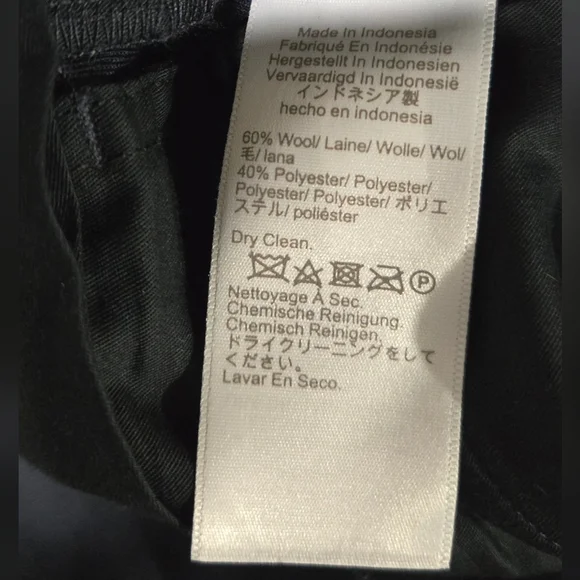 Made In Indonesia
Fabriqué En Indonésie
Hergestellt In Indonesien
Vervaardigd In Indonesië
インドネシア製
hecho en indonesia
60% Wool/ Laine/ Wolle/ Wol/
毛/ lana
40% Polyester/ Polyester/
Polyester/ Polyester/ ポリエ
ステル/ poliéster
Dry Clean.
P
Nettoyage À Sec.
Chemische Reinigung.
Chemisch Reinigen.
ドライクリーニングをして
ください。
Lavar En Seco.